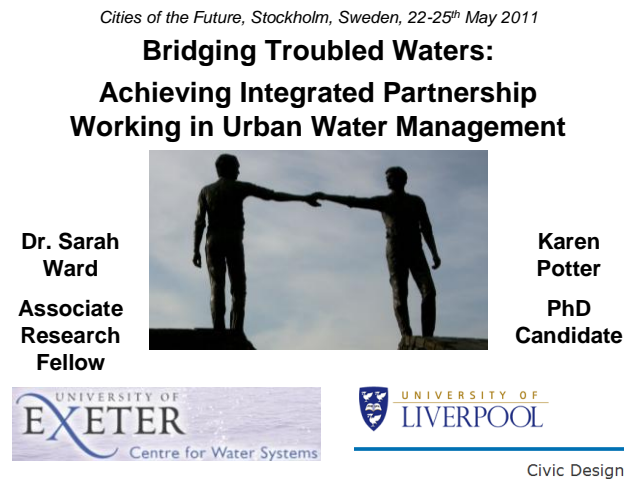 Cities of the Future, Stockholm, Sweden, 22-25th May 2011
Bridging Troubled Waters:
Achieving Integrated Partnership
Working in Urban Water Management
Dr. Sarah
Ward
Associate
Research
Fellow
Karen
Potter
PhD
Candidate
UNIVERSITY OF
EXETER
Centre for Water Systems
UNIVERSITY OF
LIVERPOOL
Civic Design